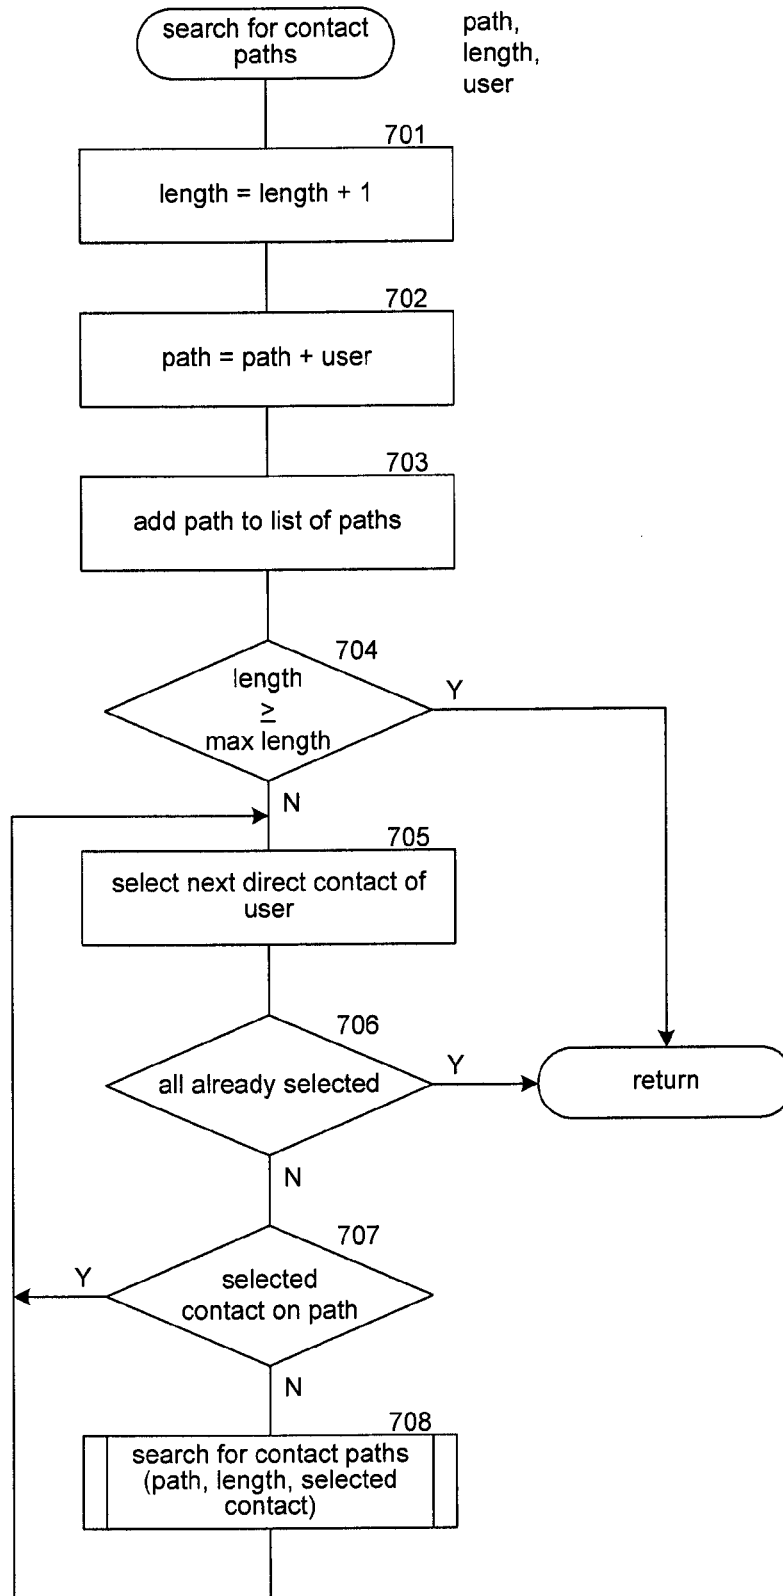 search for contact
paths
path,
length,
user
701
length = length + 1
702
path = path + user
703
add path to list of paths
704
length
≥
max length
Y
N
705
select next direct contact of
user
706
all already selected
Y
return
N
707
selected
contact on path
Y
N
708
search for contact paths
(path, length, selected
contact)